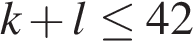 k + l ≤ 42